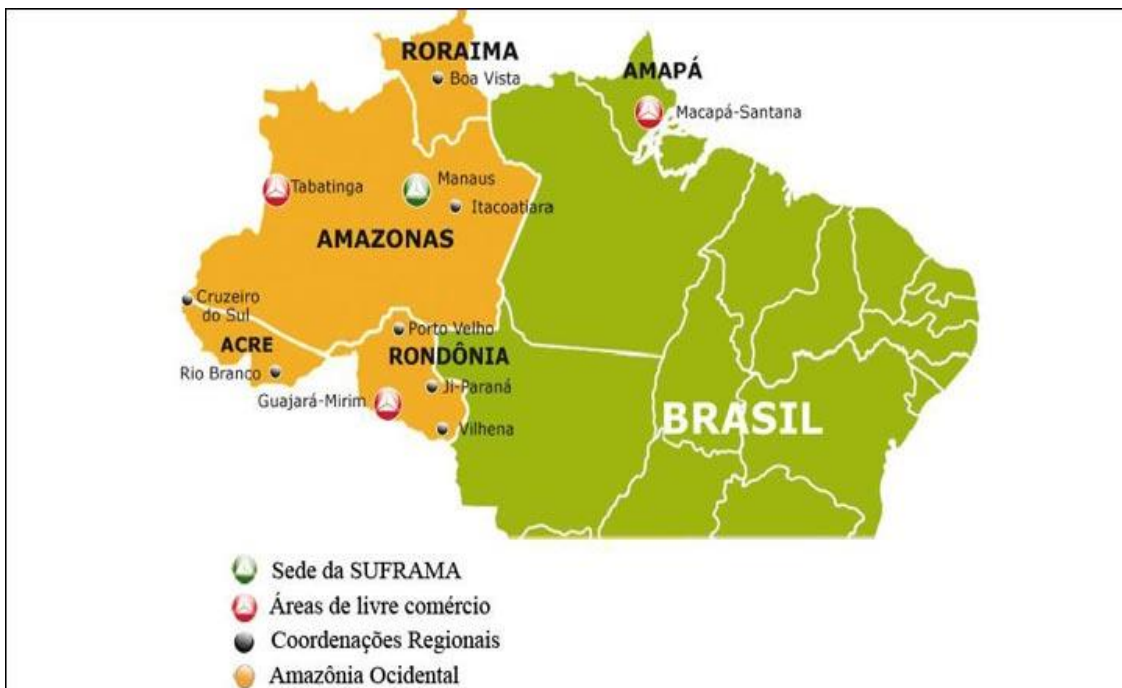 RORAIMA
Boa Vista
AMAPÁ
Macapá-Santana
Tabatinga
Manaus
Itacoatiara
AMAZONAS
Cruzeiro
do Sul
Porto Velho
ACRE
RONDÔNIA
Rio Branco
Ji-Paraná
Guajará-Mirim
Vilhena
BRASIL
Sede da SUFRAMA
Áreas de livre comércio
Coordenações Regionais
Amazônia Ocidental